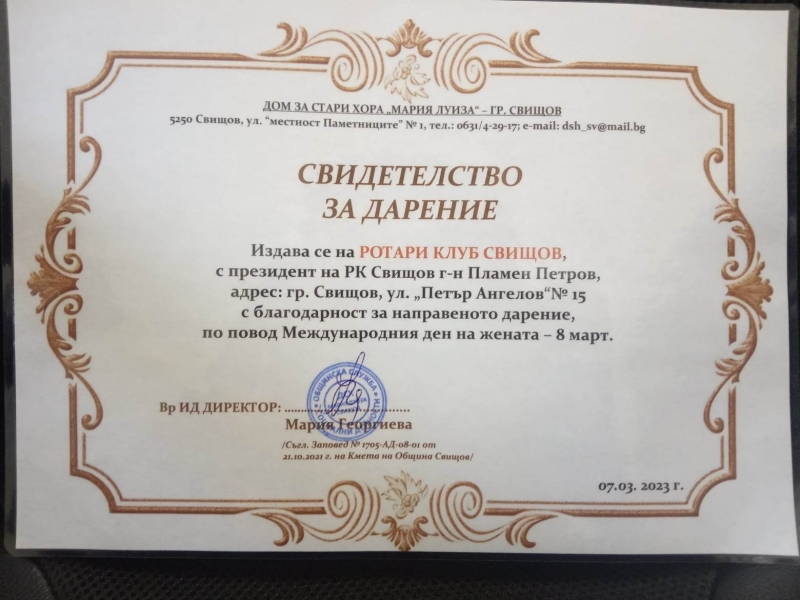 ДОМ ЗА СТАРИ ХОРА „МАРИЯ ЛУИЗА“ – ГР. СВИЩОВ
5250 Свищов, ул. “местност Паметниците” № 1, тел.: 0631/4-29-17; e-mail: dsh_sv@mail.bg
СВИДЕТЕЛСТВО
ЗА ДАРЕНИЕ
Издава се на РОТАРИ КЛУБ СВИЩОВ,
с президент на РК Свищов г-н Пламен Петров,
адрес: гр. Свищов, ул. „Петър Ангелов“№ 15
с благодарност за направеното дарение,
по повод Международния ден на жената – 8 март.
ОБЩИНСКА СЛУЖБА
Вр ИД ДИРЕКТОР: ....................................
Мария Георгиева
/Съгл. Заповед № 1705-АД-08-01 от
21.10.2021 г. на Кмета на Община Свищов/
07.03. 2023 г.